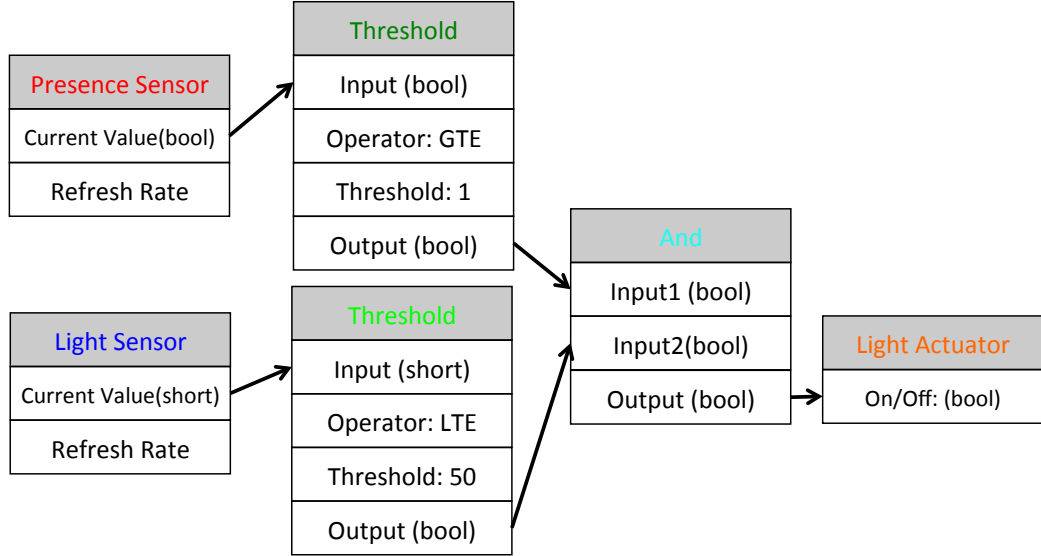 Presence Sensor
Current Value(bool)
Refresh Rate
Threshold
Input (bool)
Operator: GTE
Threshold: 1
Output (bool)
Light Sensor
Current Value(short)
Refresh Rate
Threshold
Input (short)
Operator: LTE
Threshold: 50
Output (bool)
And
Input1 (bool)
Input2(bool)
Output (bool)
Light Actuator
On/Off: (bool)